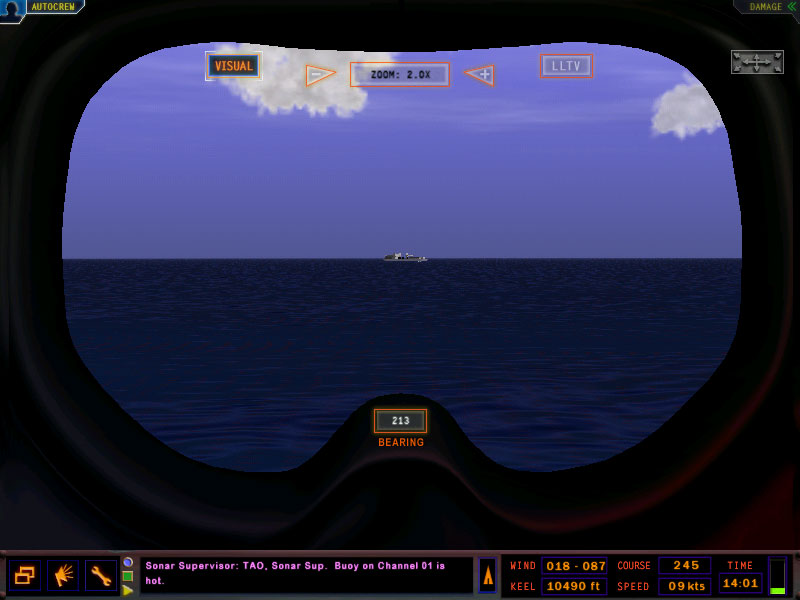 AUTOCREW
DAMAGE
VISUAL
ZOOM: 2.0X
LLTV
213
BEARING
Sonar Supervisor: TAO, Sonar Sup. Buoy on Channel 01 is
hot.
WIND 018 - 087 COURSE 245 TIME
KEEL 10490 ft SPEED 09 kts 14:01